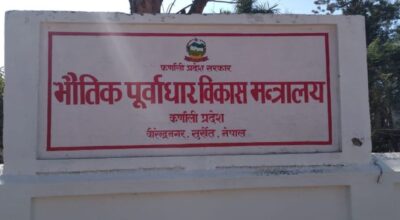 कर्णाली प्रदेश सरकार
भौतिक पूर्वाधार विकास मन्त्रालय
कर्णाली प्रदेश
वीरेन्द्रनगर, सुर्खेत, नेपाल